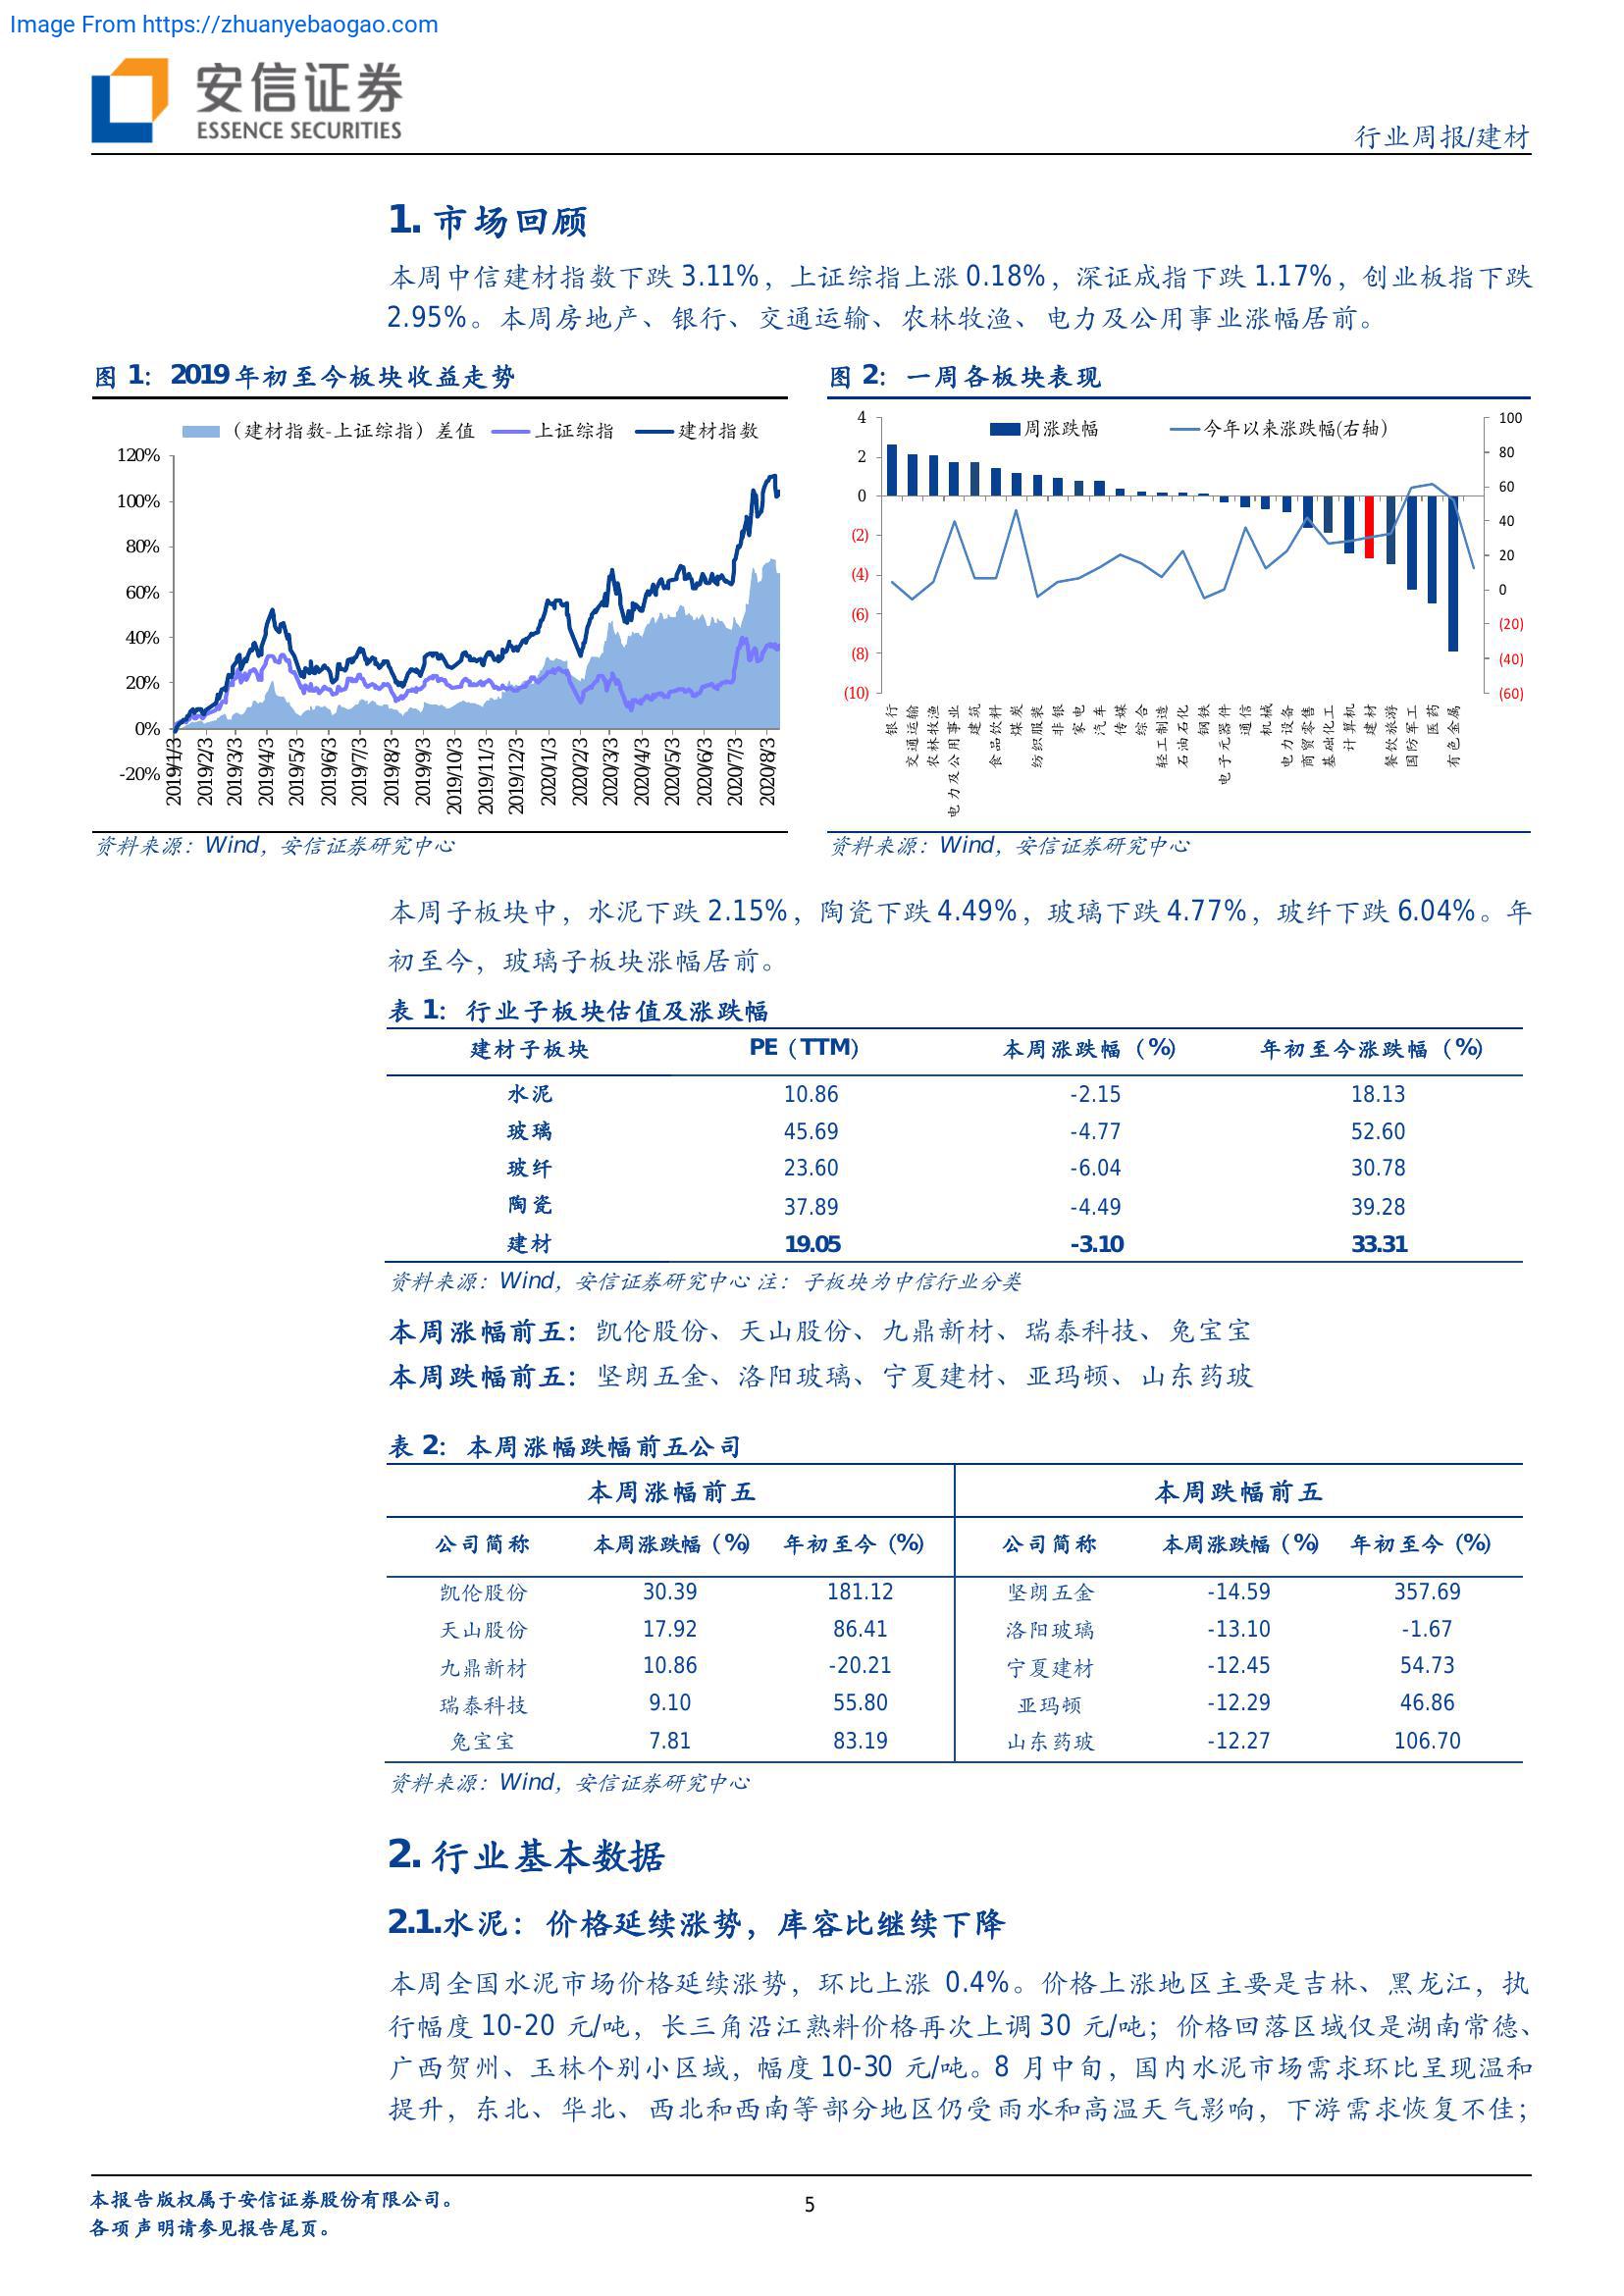 Image From https://zhuanyebaogao.com
安信证券
ESSENCE SECURITIES
行业周报/建材
1. 市场回顾
本周中信建材指数下跌 3.11%，上证综指上涨 0.18%，深证成指下跌 1.17%，创业板指下跌
2.95%。本周房地产、银行、交通运输、农林牧渔、电力及公用事业涨幅居前。
图 1：2019 年初至今板块收益走势
（建材指数-上证综指）差值 上证综指 建材指数
120%
100%
80%
60%
40%
20%
0%
-20%
2019/1/3
2019/2/3
2019/3/3
2019/4/3
2019/5/3
2019/6/3
2019/7/3
2019/8/3
2019/9/3
2019/10/3
2019/11/3
2019/12/3
2020/1/3
2020/2/3
2020/3/3
2020/4/3
2020/5/3
2020/6/3
2020/7/3
2020/8/3
资料来源：Wind，安信证券研究中心
图 2：一周各板块表现
周涨跌幅 今年以来涨跌幅(右轴)
4
2
0
(2)
(4)
(6)
(8)
(10)
100
80
60
40
20
0
(20)
(40)
(60)
银行
交通运输
农林牧渔
电力及公用事业
建筑
食品饮料
煤炭
纺织服装
非银
家电
汽车
传媒
综合
轻工制造
石油石化
钢铁
电子元器件
通信
机械
电力设备
商贸零售
基础化工
计算机
建材
餐饮旅游
国防军工
医药
有色金属
资料来源：Wind，安信证券研究中心
本周子板块中，水泥下跌 2.15%，陶瓷下跌 4.49%，玻璃下跌 4.77%，玻纤下跌 6.04%。年
初至今，玻璃子板块涨幅居前。
表 1：行业子板块估值及涨跌幅
建材子板块 PE（TTM） 本周涨跌幅（%） 年初至今涨跌幅（%）
水泥 10.86 -2.15 18.13
玻璃 45.69 -4.77 52.60
玻纤 23.60 -6.04 30.78
陶瓷 37.89 -4.49 39.28
建材 19.05 -3.10 33.31
资料来源：Wind，安信证券研究中心 注：子板块为中信行业分类
本周涨幅前五：凯伦股份、天山股份、九鼎新材、瑞泰科技、兔宝宝
本周跌幅前五：坚朗五金、洛阳玻璃、宁夏建材、亚玛顿、山东药玻
表 2：本周涨幅跌幅前五公司
本周涨幅前五 本周跌幅前五
公司简称 本周涨跌幅（%） 年初至今（%） 公司简称 本周涨跌幅（%） 年初至今（%）
凯伦股份 30.39 181.12 坚朗五金 -14.59 357.69
天山股份 17.92 86.41 洛阳玻璃 -13.10 -1.67
九鼎新材 10.86 -20.21 宁夏建材 -12.45 54.73
瑞泰科技 9.10 55.80 亚玛顿 -12.29 46.86
兔宝宝 7.81 83.19 山东药玻 -12.27 106.70
资料来源：Wind，安信证券研究中心
2. 行业基本数据
2.1.水泥：价格延续涨势，库容比继续下降
本周全国水泥市场价格延续涨势，环比上涨 0.4%。价格上涨地区主要是吉林、黑龙江，执
行幅度 10-20 元/吨，长三角沿江熟料价格再次上调 30 元/吨；价格回落区域仅是湖南常德、
广西贺州、玉林个别小区域，幅度 10-30 元/吨。8 月中旬，国内水泥市场需求环比呈现温和
提升，东北、华北、西北和西南等部分地区仍受雨水和高温天气影响，下游需求恢复不佳；
本报告版权属于安信证券股份有限公司。
各项声明请参见报告尾页。
5